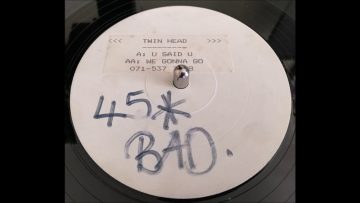 <<< TWIN HEAD >>>
A: U SAID U
AA: WE GONNA GO
071-537
45*
BAD.